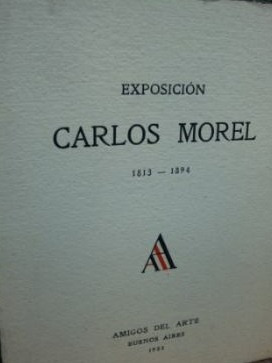 EXPOSICIÓN
CARLOS MOREL
1813 — 1894
AMIGOS DEL ARTE
BUENOS AIRES